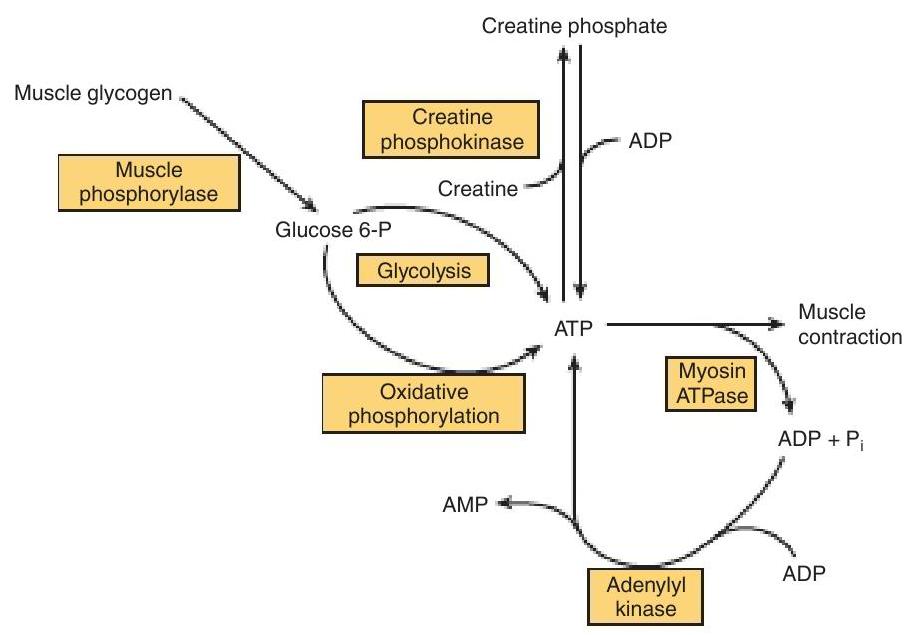 Creatine phosphate
Muscle glycogen
Creatine
phosphokinase
ADP
Muscle
phosphorylase
Creatine
Glucose 6-P
Glycolysis
ATP
Muscle
contraction
Myosin
ATPase
Oxidative
phosphorylation
ADP + Pi
AMP
ADP
Adenylyl
kinase